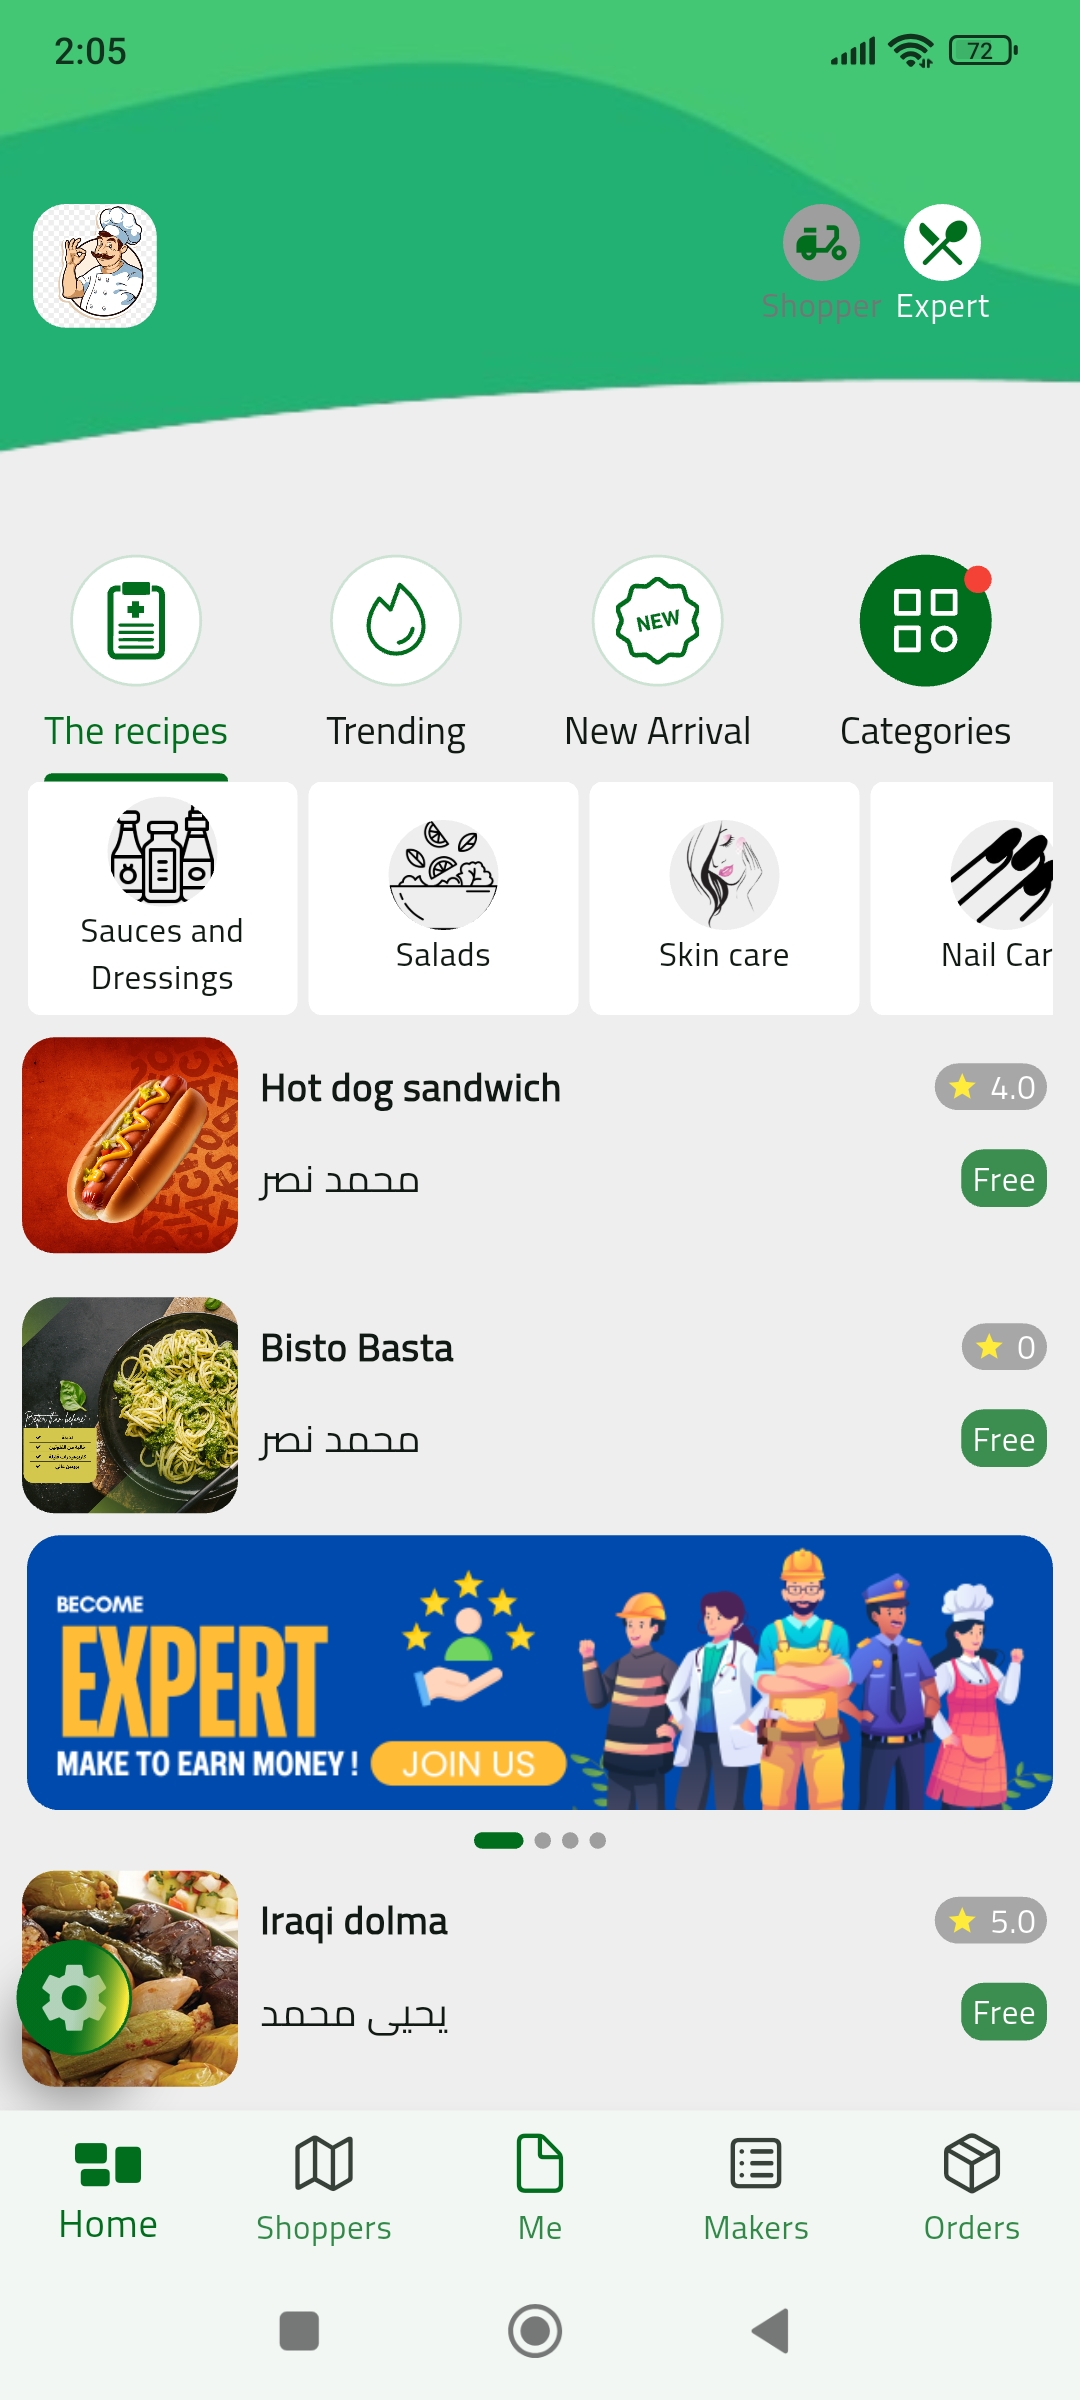 2:05
72
Shopper Expert
NEW
The recipes Trending New Arrival Categories
Sauces and
Dressings
Salads
Skin care
Nail Car
Hot dog sandwich
4.0
محمد نصر
Free
Bisto Basta
0
محمد نصر
Free
BECOME
EXPERT
MAKE TO EARN MONEY !
JOIN US
Iraqi dolma
5.0
يحيى محمد
Free
Home Shoppers Me Makers Orders